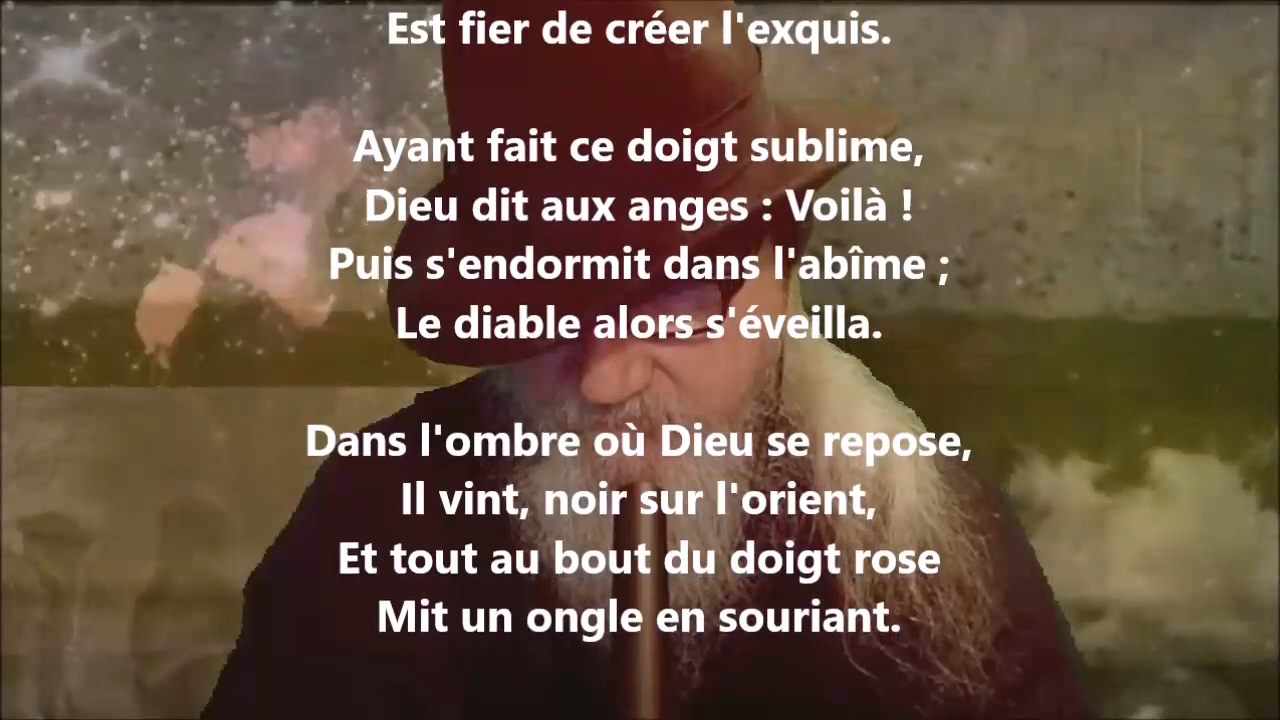 Est fier de créer l'exquis.
Ayant fait ce doigt sublime,
Dieu dit aux anges : Voilà !
Puis s'endormit dans l'abîme ;
Le diable alors s'éveilla.
Dans l'ombre où Dieu se repose,
Il vint, noir sur l'orient,
Et tout au bout du doigt rose
Mit un ongle en souriant.